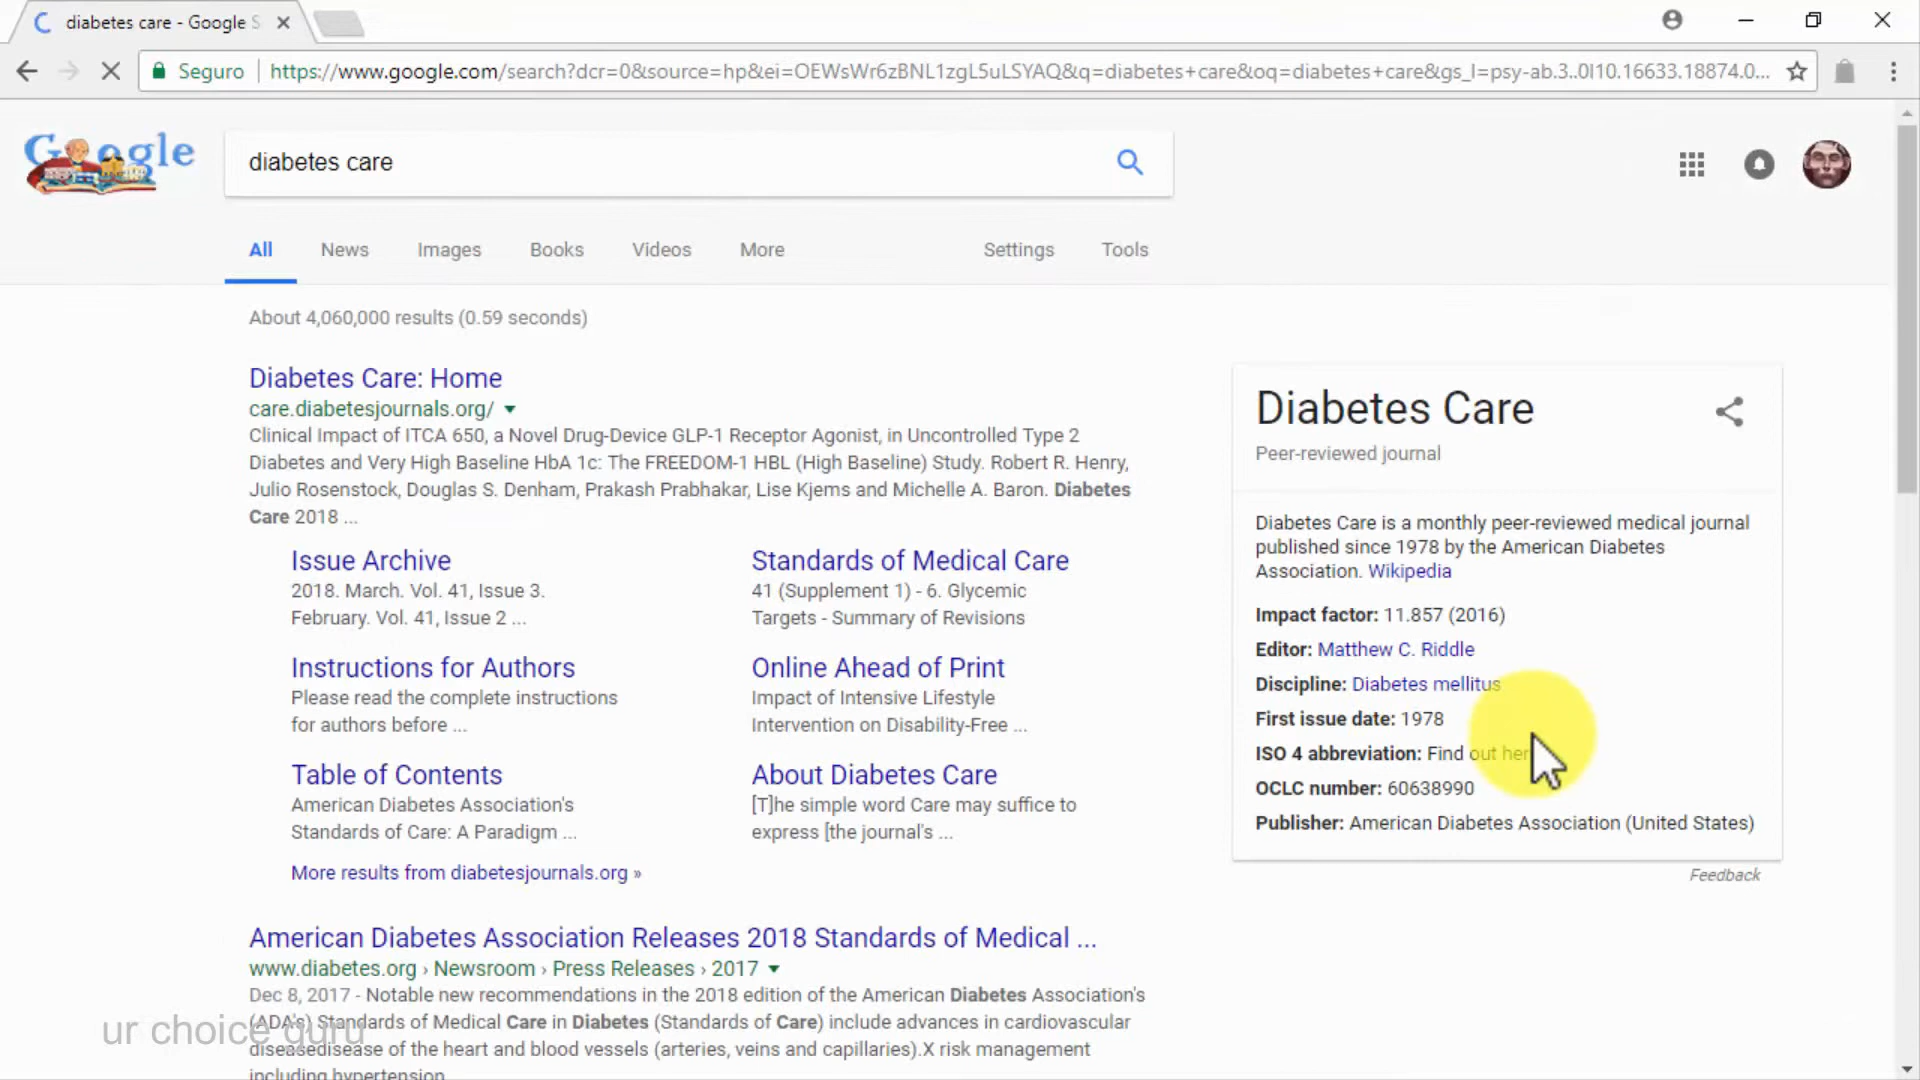 diabetes care - Google S
Seguro
https://www.google.com/search?dcr=0&source=hp&ei=OEWsWr6zBNL1zgL5uLSYAQ&q=diabetes+care&oq=diabetes+care&gs_l=psy-ab.3..0l10.16633.18874.0...
Google
diabetes care
All News Images Books Videos More Settings Tools
About 4,060,000 results (0.59 seconds)
Diabetes Care: Home
care.diabetesjournals.org/
Clinical Impact of ITCA 650, a Novel Drug-Device GLP-1 Receptor Agonist, in Uncontrolled Type 2
Diabetes and Very High Baseline HbA 1c: The FREEDOM-1 HBL (High Baseline) Study. Robert R. Henry,
Julio Rosenstock, Douglas S. Denham, Prakash Prabhakar, Lise Kjems and Michelle A. Baron. Diabetes
Care 2018 ...
Issue Archive
2018. March. Vol. 41, Issue 3.
February. Vol. 41, Issue 2 ...
Standards of Medical Care
41 (Supplement 1) - 6. Glycemic
Targets - Summary of Revisions
Instructions for Authors
Please read the complete instructions
for authors before ...
Online Ahead of Print
Impact of Intensive Lifestyle
Intervention on Disability-Free ...
Table of Contents
American Diabetes Association's
Standards of Care: A Paradigm ...
About Diabetes Care
[T]he simple word Care may suffice to
express [the journal's ...
More results from diabetesjournals.org »
American Diabetes Association Releases 2018 Standards of Medical ...
www.diabetes.org › Newsroom › Press Releases › 2017
Dec 8, 2017 - Notable new recommendations in the 2018 edition of the American Diabetes Association's
(ADA's) Standards of Medical Care in Diabetes (Standards of Care) include advances in cardiovascular
diseasedisease of the heart and blood vessels (arteries, veins and capillaries).X risk management
including hypertension
Diabetes Care
Peer-reviewed journal
Diabetes Care is a monthly peer-reviewed medical journal
published since 1978 by the American Diabetes
Association. Wikipedia
Impact factor: 11.857 (2016)
Editor: Matthew C. Riddle
Discipline: Diabetes mellitus
First issue date: 1978
ISO 4 abbreviation: Find out her
OCLC number: 60638990
Publisher: American Diabetes Association (United States)
Feedback
ur choice guru